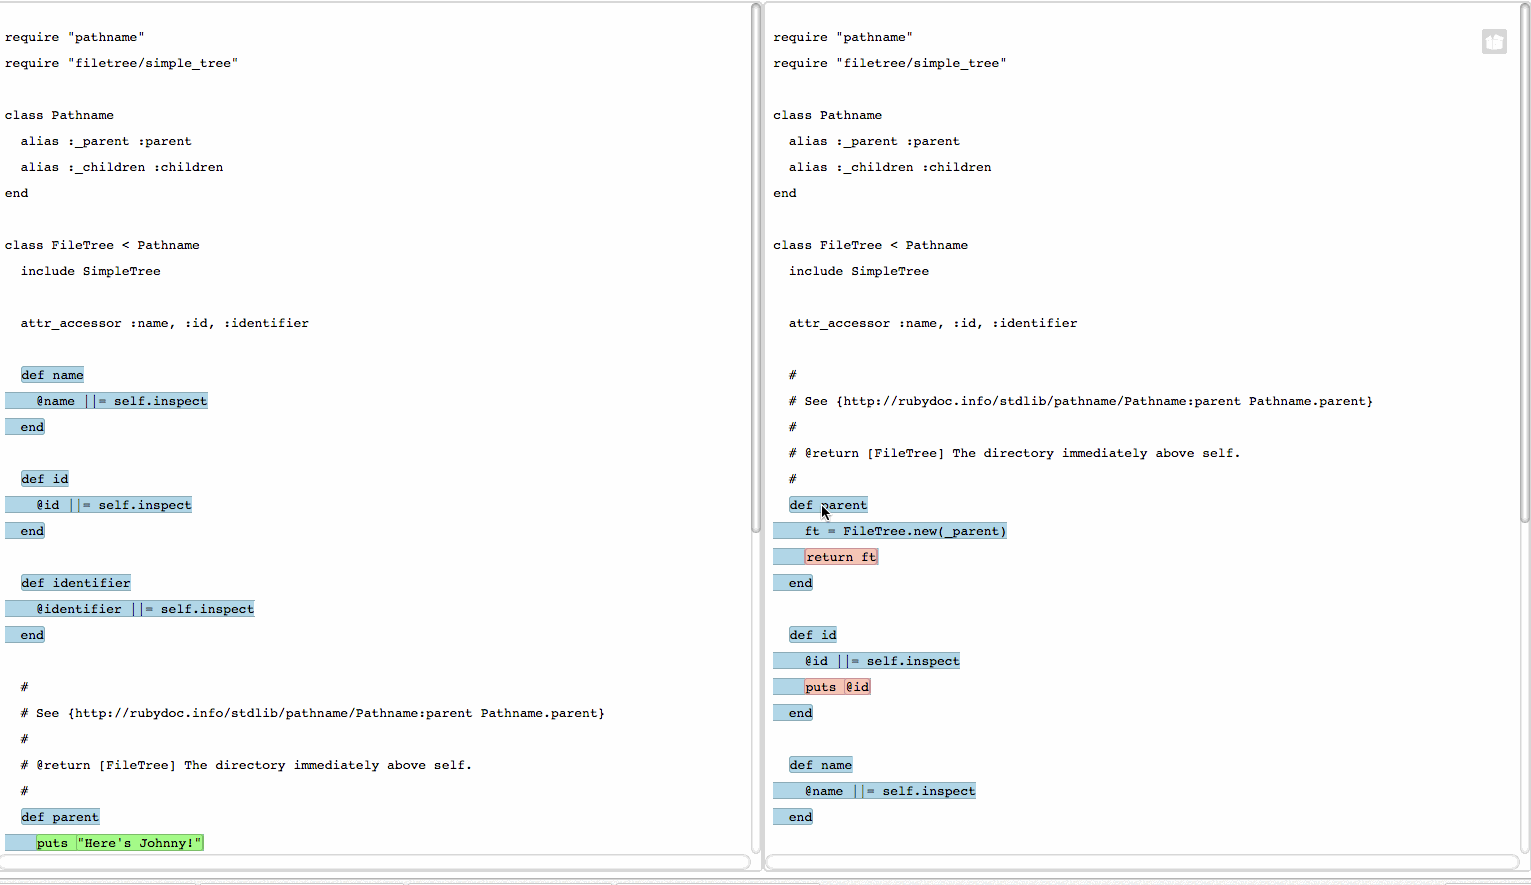 require "pathname"
require "filetree/simple_tree"
class Pathname
alias :_parent :parent
alias :_children :children
end
class FileTree < Pathname
include SimpleTree
attr_accessor :name, :id, :identifier
def name
@name ||= self.inspect
end
def id
@id ||= self.inspect
end
def identifier
@identifier ||= self.inspect
end
#
# See {http://rubydoc.info/stdlib/pathname/Pathname:parent Pathname.parent}
#
# @return [FileTree] The directory immediately above self.
#
def parent
puts "Here's Johnny!"
require "pathname"
require "filetree/simple_tree"
class Pathname
alias :_parent :parent
alias :_children :children
end
class FileTree < Pathname
include SimpleTree
attr_accessor :name, :id, :identifier
#
# See {http://rubydoc.info/stdlib/pathname/Pathname:parent Pathname.parent}
#
# @return [FileTree] The directory immediately above self.
#
def parent
ft = FileTree.new(_parent)
return ft
end
def id
@id ||= self.inspect
puts @id
end
def name
@name ||= self.inspect
end